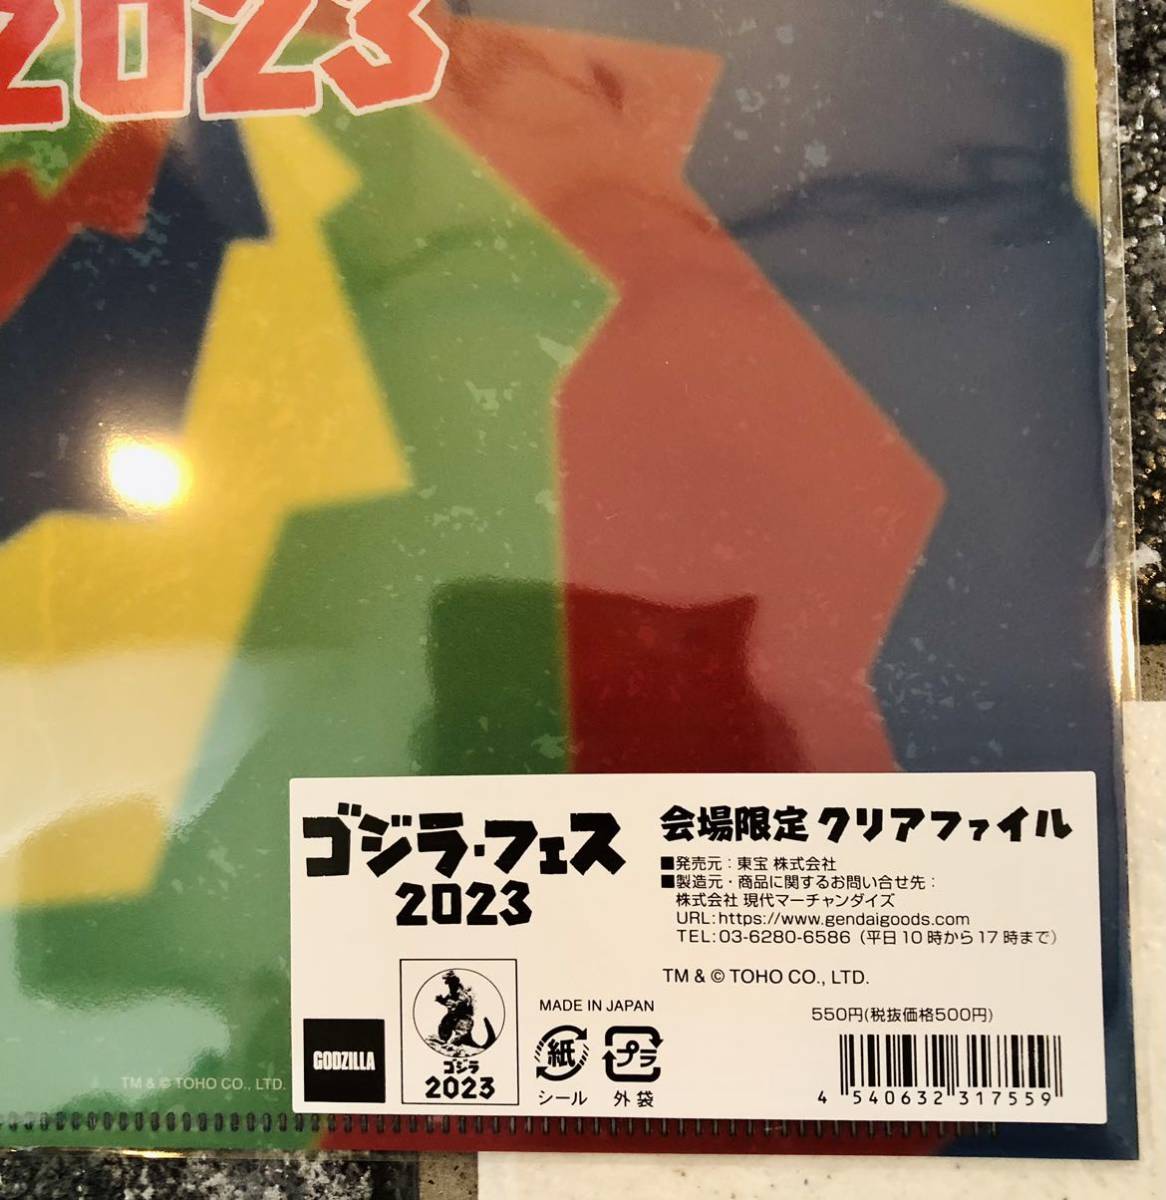 2023
ゴジラ・フェス
2023
会場限定 クリアファイル
■発売元：東宝 株式会社
■製造元・商品に関するお問い合せ先：
株式会社 現代マーチャンダイズ
URL:https://www.gendaigoods.com
TEL:03-6280-6586（平日10時から17時まで）
TM & © TOHO CO., LTD.
MADE IN JAPAN
550円(税抜価格500円)
GODZILLA
ゴジラ
2023
紙
シール
プラ
外袋
4 540632 317559
TM & © TOHO CO., LTD.